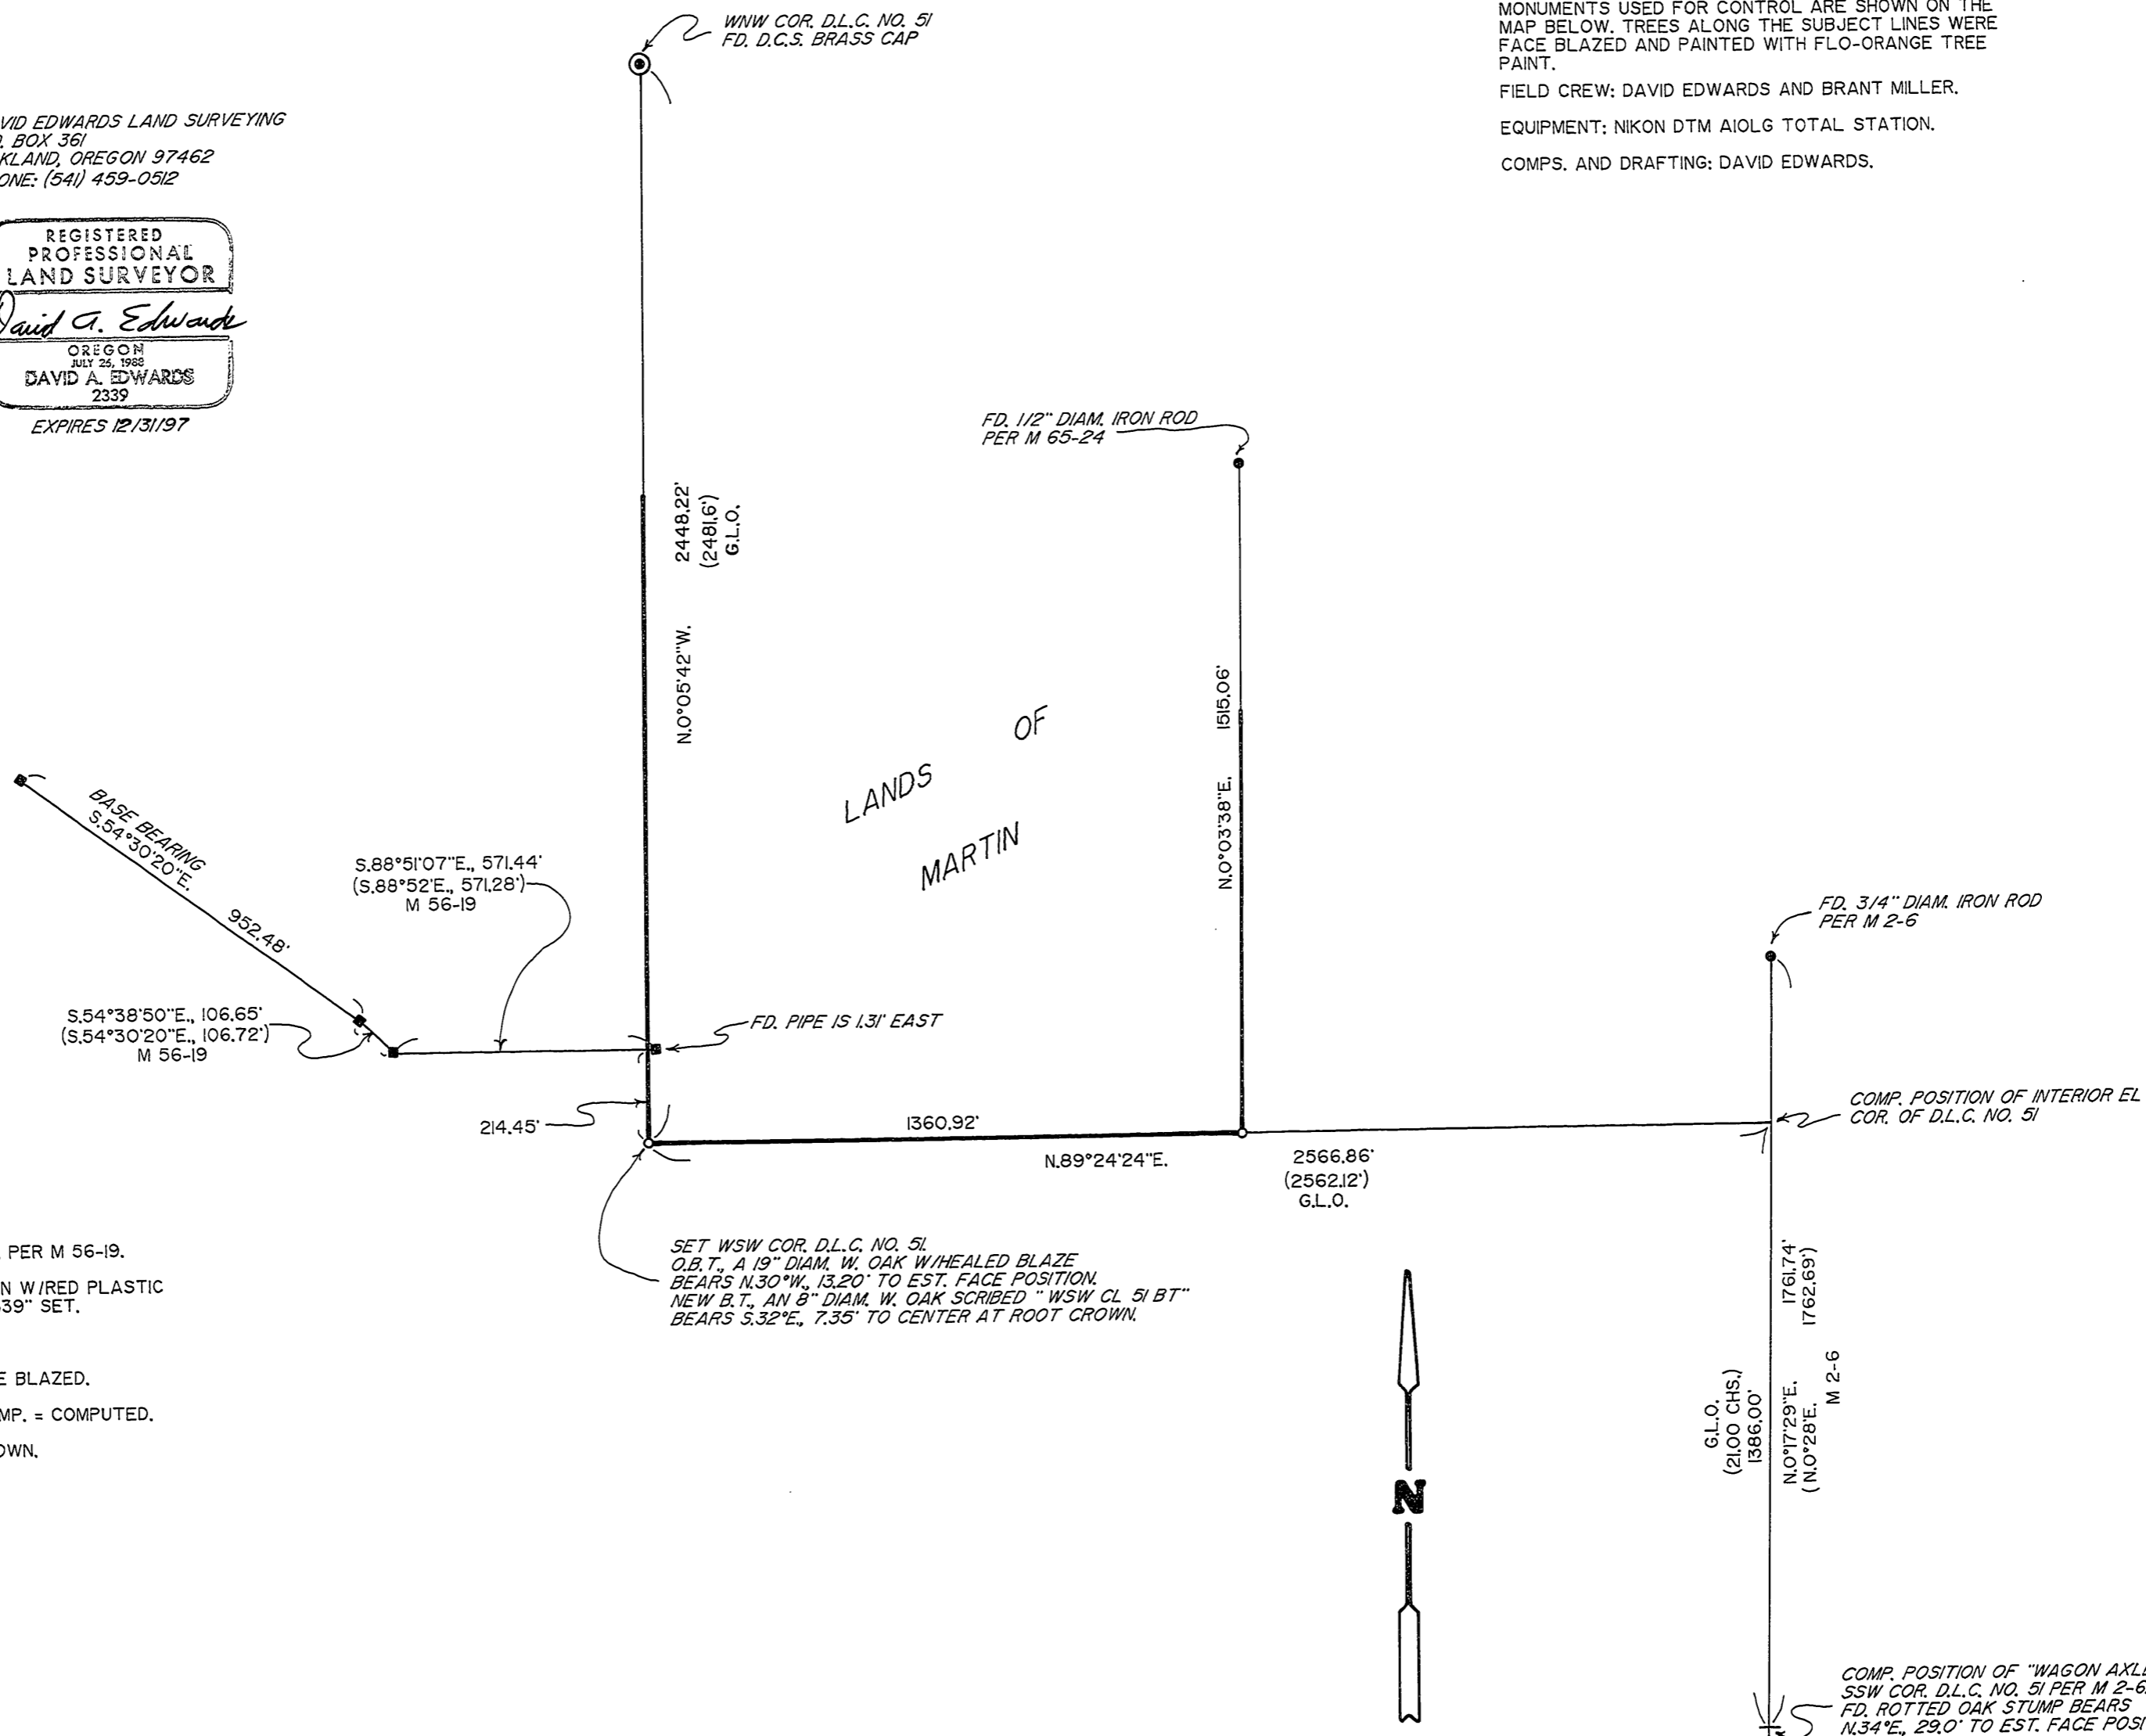 MONUMENTS USED FOR CONTROL ARE SHOWN ON THE
MAP BELOW. TREES ALONG THE SUBJECT LINES WERE
FACE BLAZED AND PAINTED WITH FLO-ORANGE TREE
PAINT.
FIELD CREW: DAVID EDWARDS AND BRANT MILLER.
EQUIPMENT: NIKON DTM A10LG TOTAL STATION.
COMPS. AND DRAFTING: DAVID EDWARDS.
WNW COR. D.L.C. NO. 51
FD. D.C.S. BRASS CAP
VID EDWARDS LAND SURVEYING
. BOX 361
KLAND, OREGON 97462
ONE: (541) 459-0512
REGISTERED
PROFESSIONAL
LAND SURVEYOR
David A. Edwards
OREGON
JULY 26, 1988
DAVID A. EDWARDS
2339
EXPIRES 12/31/97
FD. 1/2" DIAM. IRON ROD
PER M 65-24
2448.22'
(2481.6')
G.L.O.
N.0°05'42"W.
1515.06'
N.0°03'38"E.
LANDS OF
MARTIN
BASE BEARING
S.54°30'20"E.
952.48'
S.88°51'07"E., 571.44'
(S.88°52'E., 571.28')
M 56-19
S.54°38'50"E., 106.65'
(S.54°30'20"E., 106.72')
M 56-19
FD. PIPE IS 1.31' EAST
FD. 3/4" DIAM. IRON ROD
PER M 2-6
214.45'
1360.92'
N.89°24'24"E.
2566.86'
(2562.12')
G.L.O.
COMP. POSITION OF INTERIOR EL
COR. OF D.L.C. NO. 51
SET WSW COR. D.L.C. NO. 51.
O.B.T., A 19" DIAM. W. OAK W/HEALED BLAZE
BEARS N.30°W., 13.20' TO EST. FACE POSITION.
NEW B.T., AN 8" DIAM. W. OAK SCRIBED "WSW CL 51 BT"
BEARS S.32°E., 7.35' TO CENTER AT ROOT CROWN.
PER M 56-19.
N W/RED PLASTIC
39" SET.
E BLAZED.
MP. = COMPUTED.
OWN.
N
G.L.O.
(21.00 CHS.)
1386.00'
1761.74'
1762.69')
N.0°17'29"E.
(N.0°28'E.
M 2-6
COMP. POSITION OF "WAGON AXL
SSW COR. D.L.C. NO. 51 PER M 2-6
FD. ROTTED OAK STUMP BEARS
N.34°E., 29.0' TO EST. FACE POSI